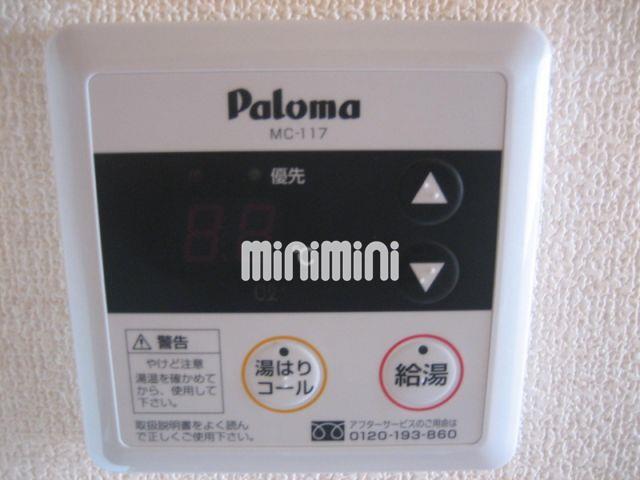 Paloma
MC-117
優先
88
minimini
℃
警告
やけど注意
湯温を確かめて
から、使用して
下さい。
取扱説明書をよく読ん
で正しくご使用下さい。
湯はり
コール
給湯
アフターサービスのご用命は
0120-193-860